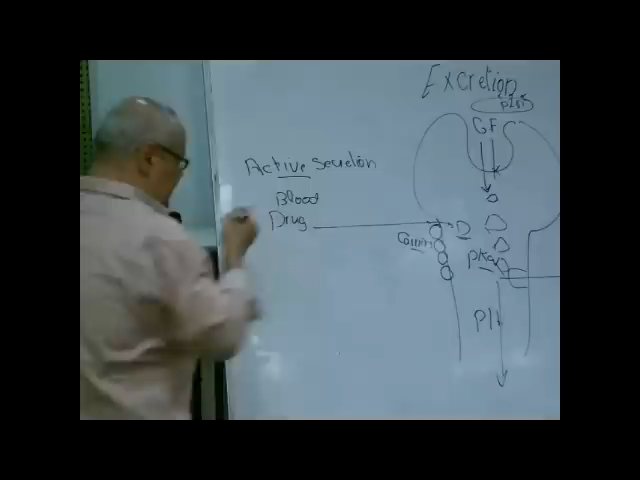 Excretion
GF
Active Secretion
Blood
Drug
D
pKa
pH